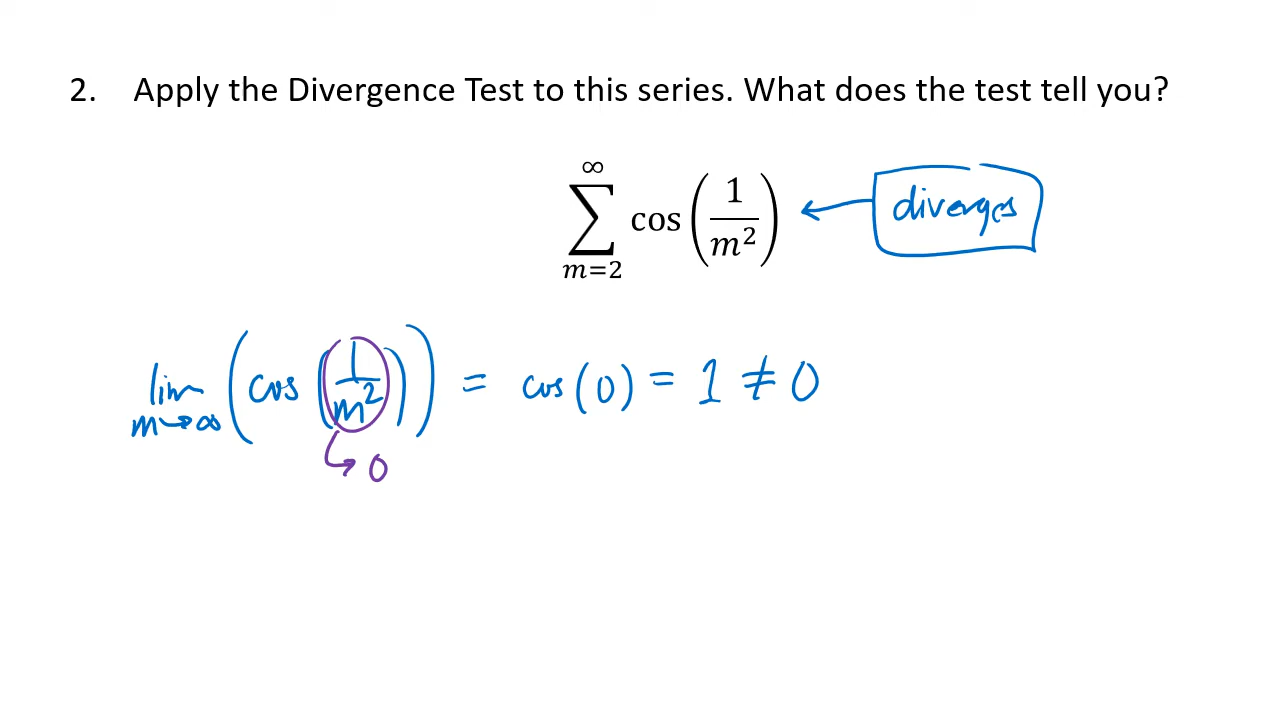 2. Apply the Divergence Test to this series. What does the test tell you?
∞
∑ cos(1/m²) ← diverges
m=2
lim (cos(1/m²)) = cos(0) = 1 ≠ 0
m→∞
↳ 0